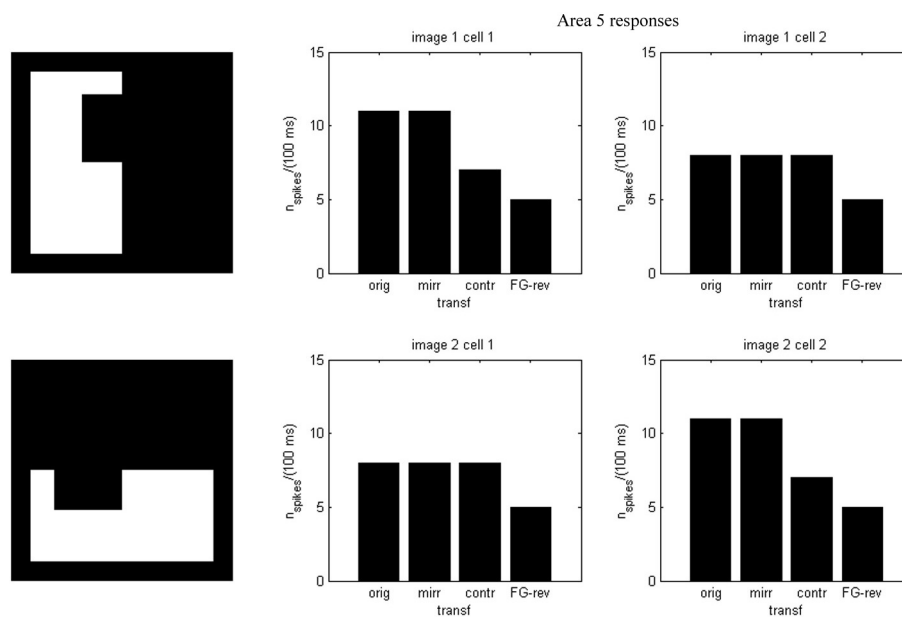 Area 5 responses
image 1 cell 1
15
10
5
0
n_spikes/(100 ms)
orig mirr contr FG-rev
transf
image 1 cell 2
15
10
5
0
n_spikes/(100 ms)
orig mirr contr FG-rev
transf
image 2 cell 1
15
10
5
0
n_spikes/(100 ms)
orig mirr contr FG-rev
transf
image 2 cell 2
15
10
5
0
n_spikes/(100 ms)
orig mirr contr FG-rev
transf